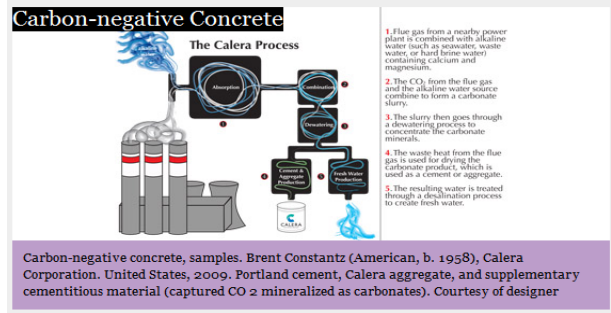 Carbon-negative Concrete
The Calera Process
Absorption
Combination
Dewatering
Cement &
Aggregate
Production
Fresh Water
Production
1
2
3
4
5
CALERA
1. Flue gas from a nearby power
plant is combined with alkaline
water (such as seawater, waste
water, or hard brine water)
containing calcium and
magnesium.
2. The CO₂ from the flue gas
and the alkaline water source
combine to form a carbonate
slurry.
3. The slurry then goes through
a dewatering process to
concentrate the carbonate
minerals.
4. The waste heat from the flue
gas is used for drying the
carbonate product, which is
used as a cement or aggregate.
5. The resulting water is treated
through a desalination process
to create fresh water.
Carbon-negative concrete, samples. Brent Constantz (American, b. 1958), Calera
Corporation. United States, 2009. Portland cement, Calera aggregate, and supplementary
cementitious material (captured CO 2 mineralized as carbonates). Courtesy of designer